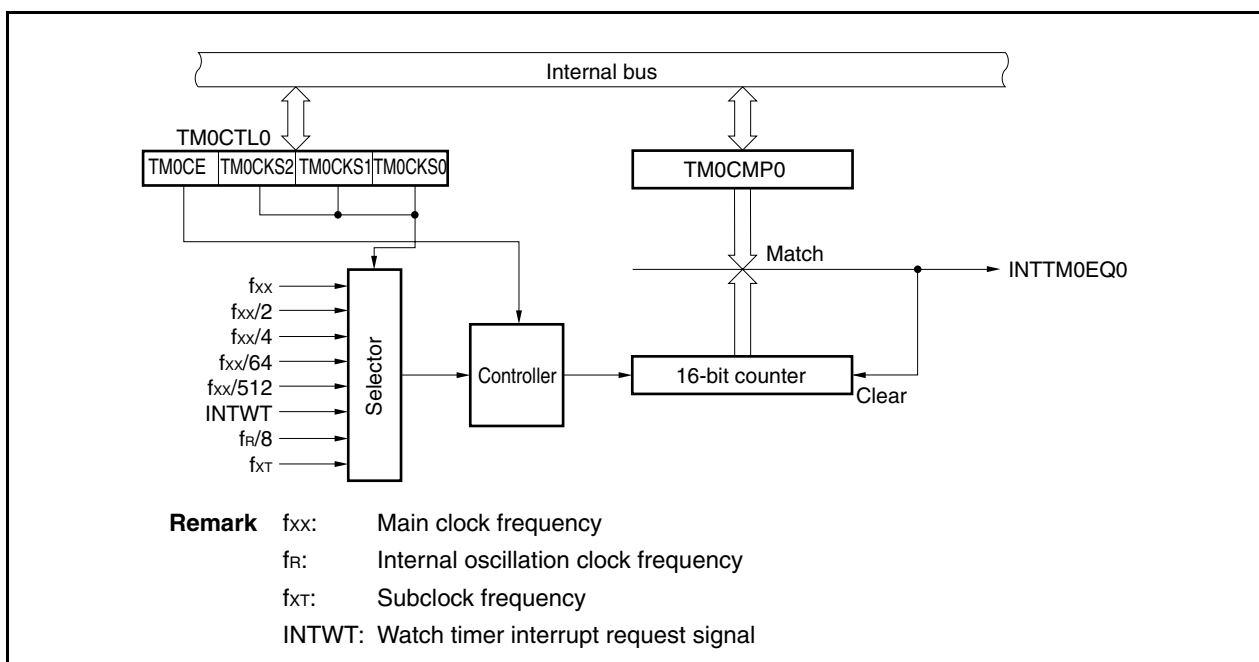 Internal bus
TM0CTL0
TM0CE TM0CKS2 TM0CKS1 TM0CKS0
TM0CMP0
Match
INTTM0EQ0
fXX
fXX/2
fXX/4
fXX/64
fXX/512
INTWT
fR/8
fXT
Selector
Controller
16-bit counter
Clear
Remark fXX: Main clock frequency
fR: Internal oscillation clock frequency
fXT: Subclock frequency
INTWT: Watch timer interrupt request signal